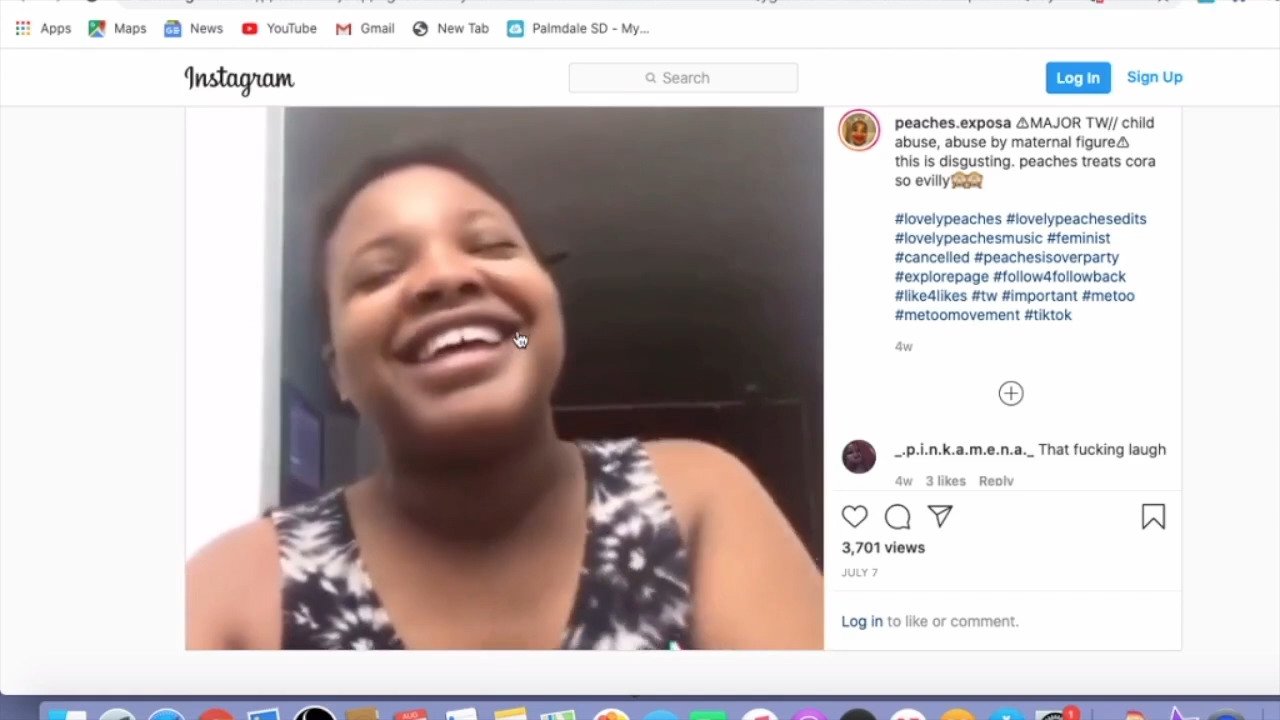 Apps Maps News YouTube Gmail New Tab Palmdale SD - My...
Instagram Search Log In Sign Up
peaches.exposa ⚠MAJOR TW// child
abuse, abuse by maternal figure⚠
this is disgusting. peaches treats cora
so evilly🙈🙈
#lovelypeaches #lovelypeachesedits
#lovelypeachesmusic #feminist
#cancelled #peachesisoverparty
#explorepage #follow4followback
#like4likes #tw #important #metoo
#metoomovement #tiktok
4w
_.p.i.n.k.a.m.e.n.a._ That fucking laugh
4w 3 likes Reply
3,701 views
JULY 7
Log in to like or comment.
AUG
1